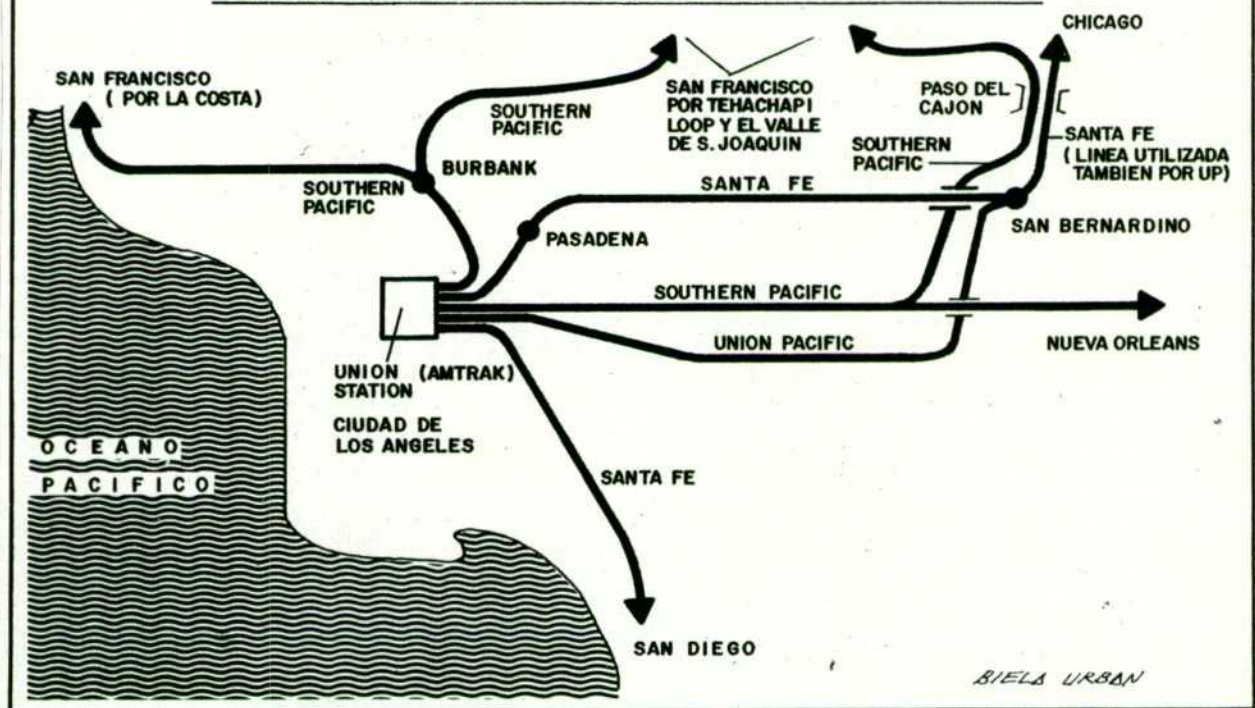 CHICAGO
SAN FRANCISCO
( POR LA COSTA)
SOUTHERN
PACIFIC
SAN FRANCISCO
POR TEHACHAPI
LOOP Y EL VALLE
DE S. JOAQUIN
PASO DEL
CAJON
SOUTHERN
PACIFIC
SANTA FE
( LINEA UTILIZADA
TAMBIEN POR UP)
BURBANK
SOUTHERN
PACIFIC
SANTA FE
SAN BERNARDINO
PASADENA
SOUTHERN PACIFIC
UNION PACIFIC
NUEVA ORLEANS
UNION (AMTRAK)
STATION
CIUDAD DE
LOS ANGELES
OCEANO
PACIFICO
SANTA FE
SAN DIEGO
BIELA URBAN